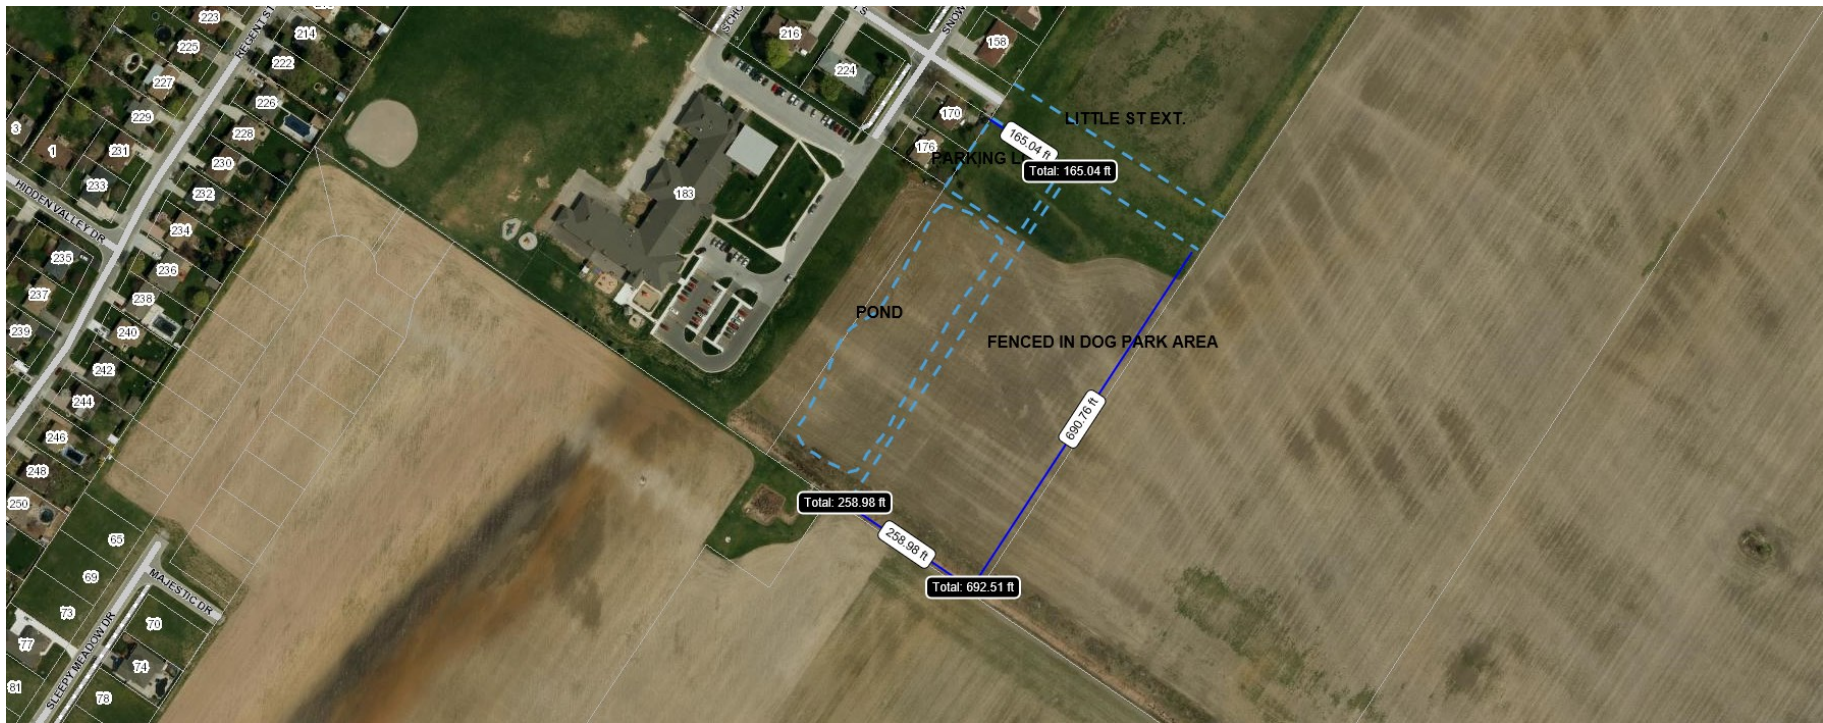 223
214
216
158
225
REGENT ST
222
227
224
226
170
LITTLE ST EXT.
3
229
228
165.04 ft
1
231
230
176
PARKING L
Total: 165.04 ft
HIDDEN VALLEY DR
233
232
183
235
234
236
237
238
POND
239
240
FENCED IN DOG PARK AREA
242
244
246
690.76 ft
248
250
Total: 258.98 ft
65
258.98 ft
69
MAJESTIC DR
Total: 692.51 ft
73
70
77
SLEEPY MEADOW DR
74
81
78